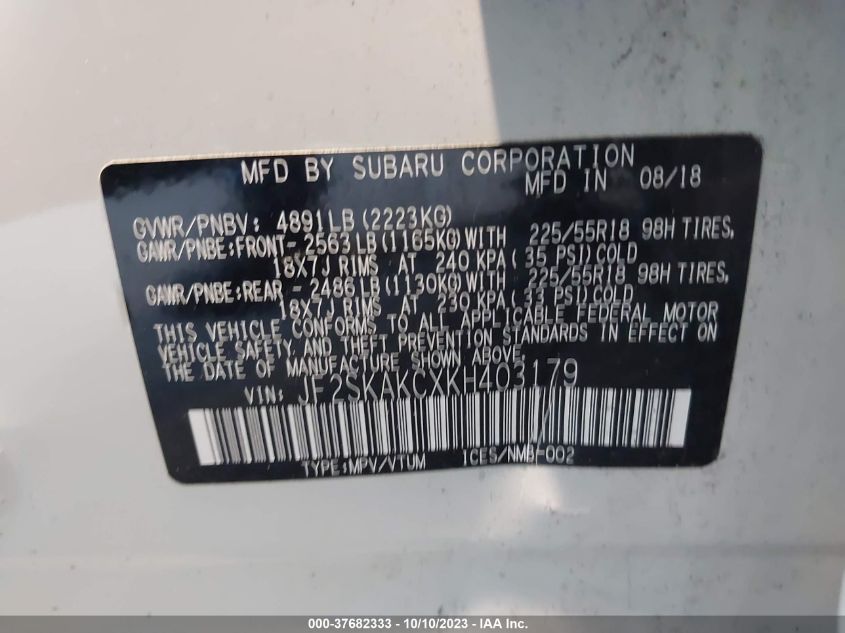 MFD BY SUBARU CORPORATION
MFD IN 08/18
GVWR/PNBV: 4891LB(2223KG)
GAWR/PNBE:FRONT- 2563LB(1165KG)WITH 225/55R18 98H TIRES,
18X7J RIMS AT 240 KPA( 35 PSI)COLD
GAWR/PNBE:REAR - 2486LB(1130KG)WITH 225/55R18 98H TIRES,
18X7J RIMS AT 230 KPA( 33 PSI)COLD
THIS VEHICLE CONFORMS TO ALL APPLICABLE FEDERAL MOTOR
VEHICLE SAFETY, AND THEFT PREVENTION STANDARDS IN EFFECT ON
THE DATE OF MANUFACTURE SHOWN ABOVE.
VIN: JF2SKAKCXKH403179
TYPE:MPV/VTUM ICES/NMB-002
000-37682333 - 10/10/2023 - © IAA Inc.